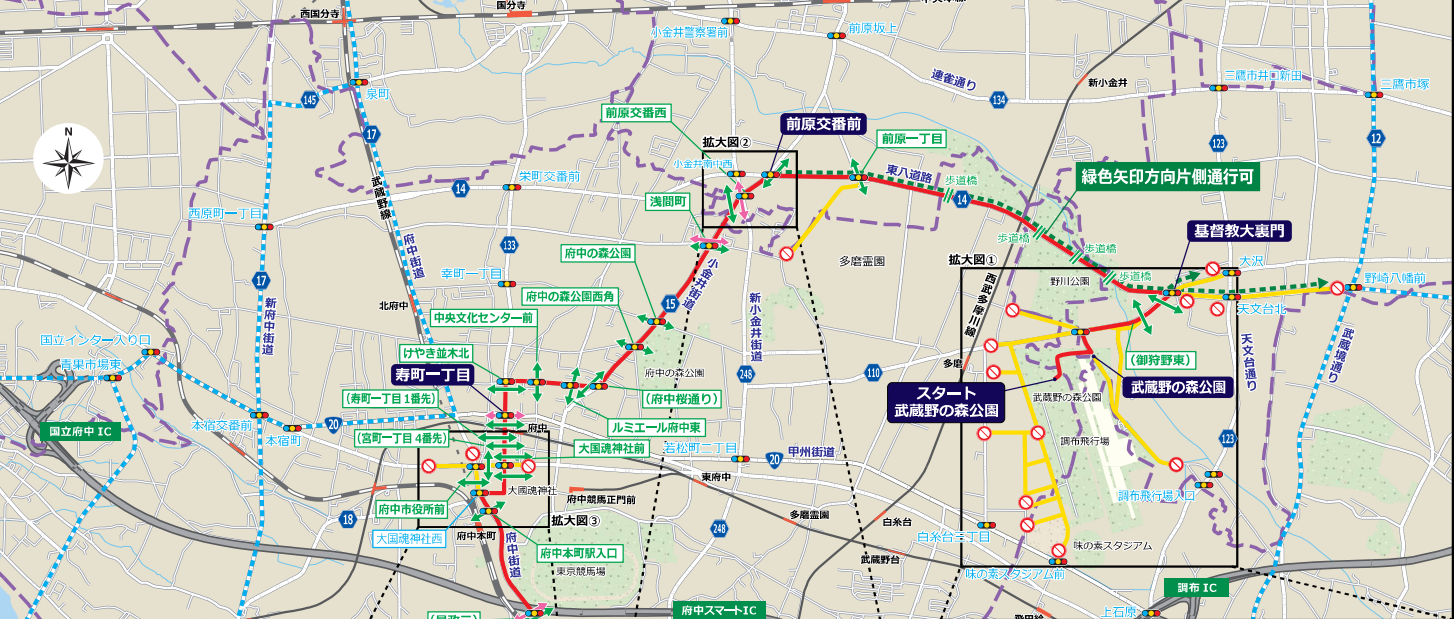 西国分寺
国分寺
小金井警察署前
前原坂上
連雀通り
134
新小金井
三鷹市井口新田
三鷹市塚
泉町
145
17
12
123
前原交番西
前原交番前
前原一丁目
拡大図②
N
小金井南中西
東八道路
歩道橋
緑色矢印方向片側通行可
栄町交番前
14
14
武蔵野線
西原町一丁目
浅間町
歩道橋
基督教大裏門
府中街道
133
府中の森公園
小金井街道
多磨霊園
拡大図①
歩道橋
大沢
幸町一丁目
西武多摩川線
野川公園
歩道橋
野崎八幡前
17
新府中街道
北府中
府中の森公園西角
15
新小金井街道
天文台北
中央文化センター前
国立インター入り口
けやき並木北
青果市場東
寿町一丁目
府中の森公園
248
110
多磨
(御狩野東)
天文台通り
武蔵境通り
スタート
武蔵野の森公園
武蔵野の森公園
武蔵野の森公園
(寿町一丁目1番先)
(府中桜通り)
国立府中 IC
本宿交番前
本宿町
20
府中
ルミエール府中東
(宮町一丁目 4番先)
大国魂神社前
若松町二丁目
20
甲州街道
調布飛行場
123
東府中
大國魂神社
府中競馬正門前
調布飛行場入口
府中市役所前
18
拡大図③
248
多磨霊園
白糸台
大国魂神社西
府中本町
白糸台三丁目
府中街道
府中本町駅入口
味の素スタジアム
武蔵野台
東京競馬場
味の素スタジアム前
調布 IC
府中スマートIC
上石原